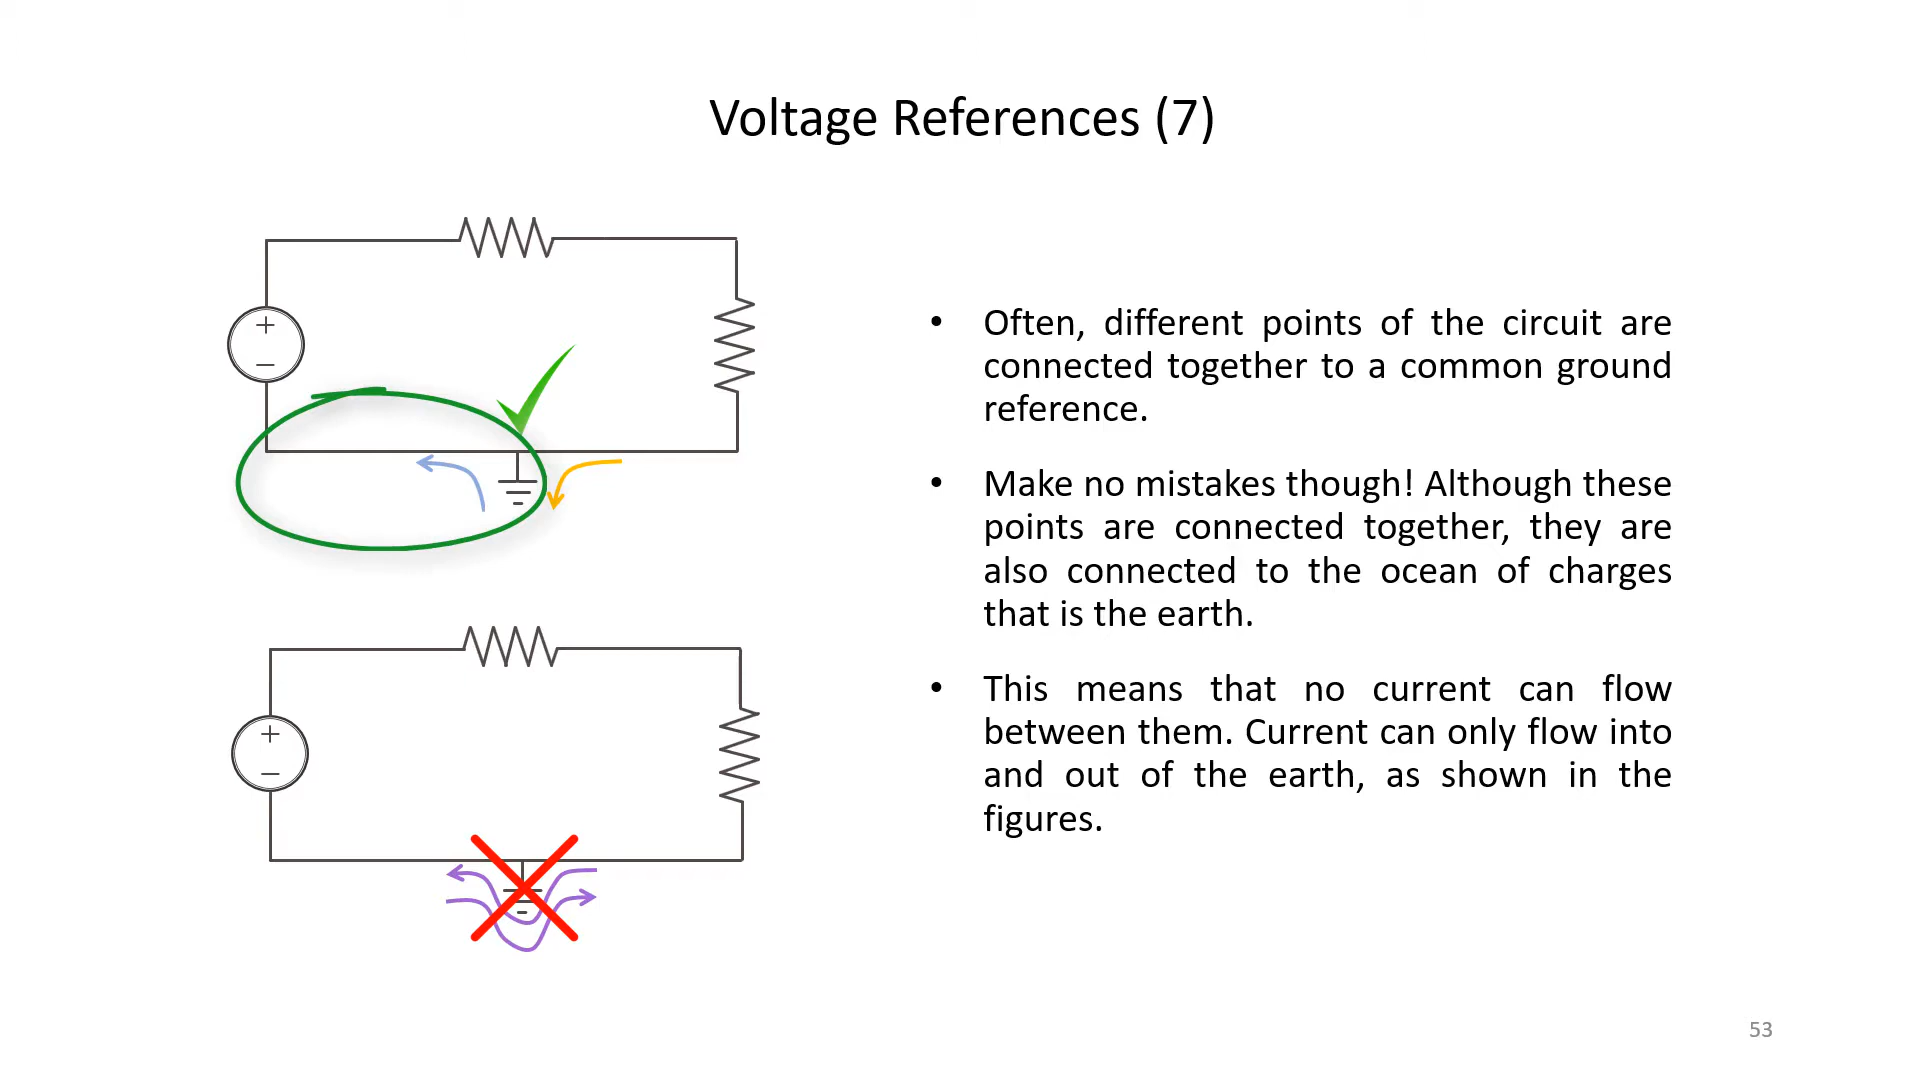 Voltage References (7)
+
−
+
−
• Often, different points of the circuit are
connected together to a common ground
reference.
• Make no mistakes though! Although these
points are connected together, they are
also connected to the ocean of charges
that is the earth.
• This means that no current can flow
between them. Current can only flow into
and out of the earth, as shown in the
figures.
53